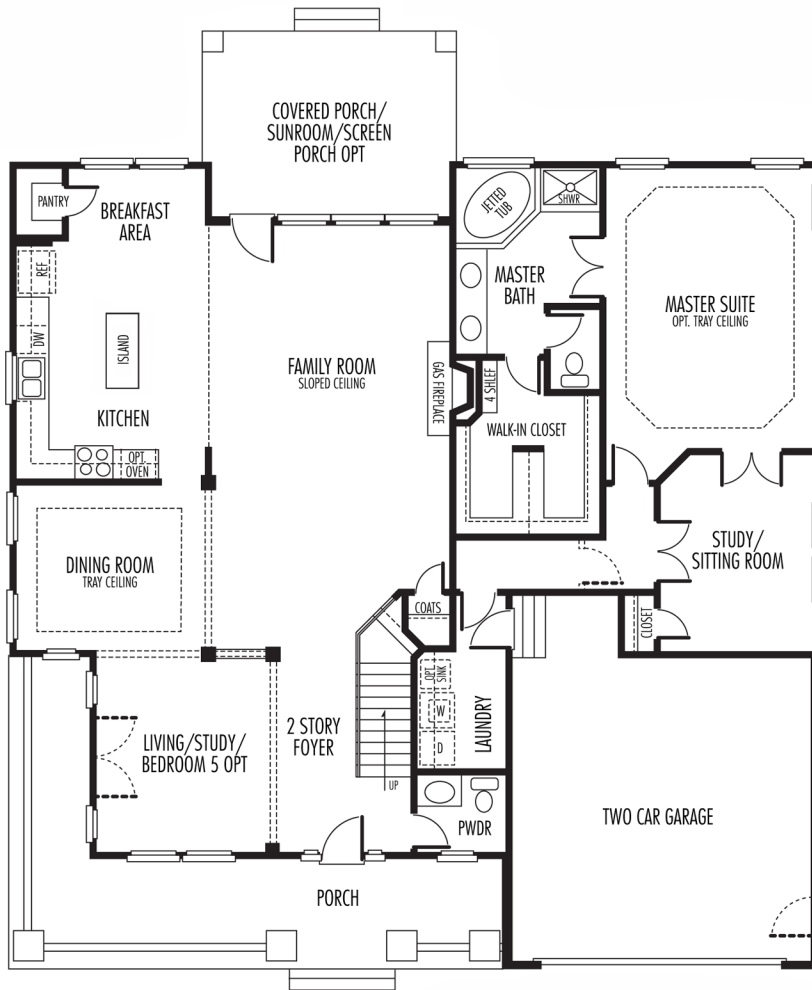 COVERED PORCH/
SUNROOM/SCREEN
PORCH OPT
PANTRY
BREAKFAST
AREA
JETTED
TUB
SHWR
REF
MASTER
BATH
MASTER SUITE
OPT. TRAY CEILING
DW
ISLAND
FAMILY ROOM
SLOPED CEILING
GAS FIREPLACE
4 SHLEF
KITCHEN
WALK-IN CLOSET
OPT.
OVEN
DINING ROOM
TRAY CEILING
STUDY/
SITTING ROOM
COATS
CLOSET
OPT.
SINK
W
D
LAUNDRY
LIVING/STUDY/
BEDROOM 5 OPT
2 STORY
FOYER
UP
PWDR
TWO CAR GARAGE
PORCH